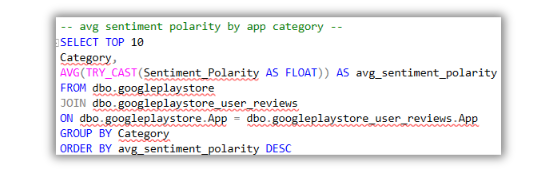 -- avg sentiment polarity by app category --
SELECT TOP 10
Category,
AVG(TRY_CAST(Sentiment_Polarity AS FLOAT)) AS avg_sentiment_polarity
FROM dbo.googleplaystore
JOIN dbo.googleplaystore_user_reviews
ON dbo.googleplaystore.App = dbo.googleplaystore_user_reviews.App
GROUP BY Category
ORDER BY avg_sentiment_polarity DESC